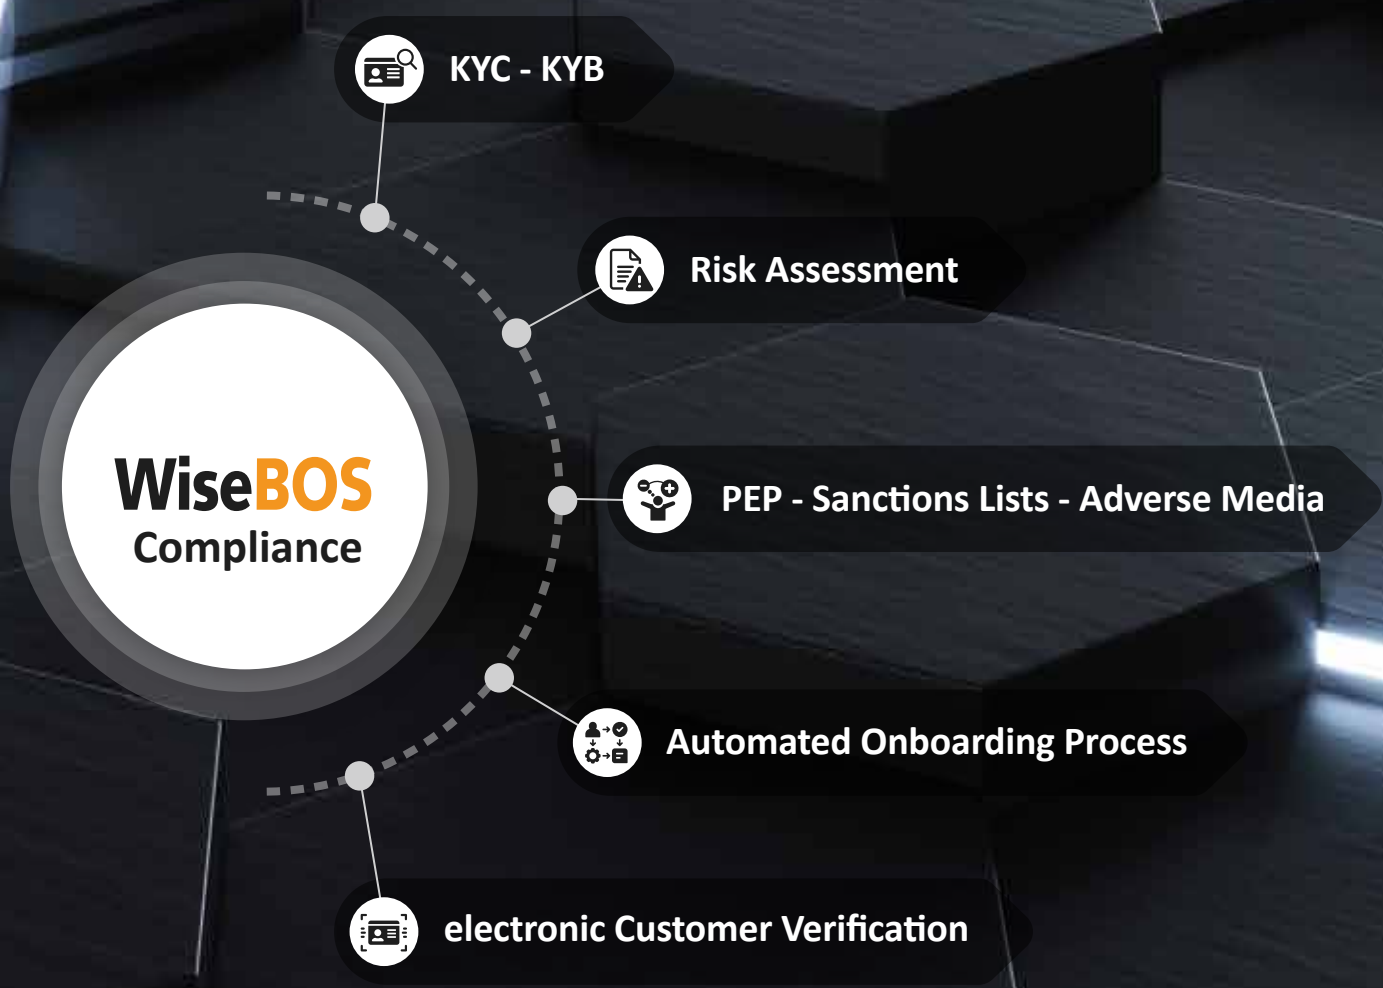 KYC - KYB
Risk Assessment
WiseBOS
Compliance
PEP - Sanctions Lists - Adverse Media
Automated Onboarding Process
electronic Customer Verification